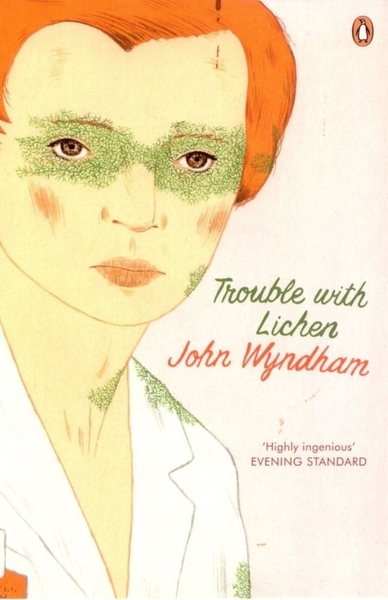 Trouble with
Lichen
John Wyndham
‘Highly ingenious’
EVENING STANDARD